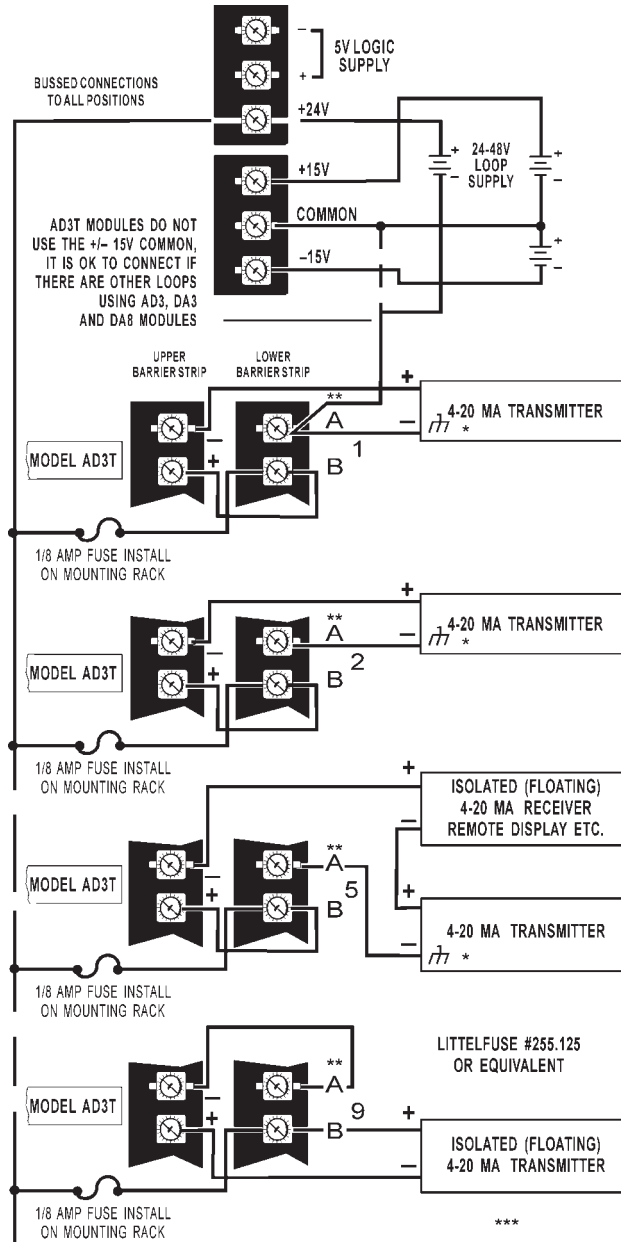 −
5V LOGIC
SUPPLY
+
BUSSED CONNECTIONS
TO ALL POSITIONS
+24V
+15V
+
−
24-48V
LOOP
SUPPLY
+
−
COMMON
−15V
+
−
AD3T MODULES DO NOT
USE THE +/− 15V COMMON,
IT IS OK TO CONNECT IF
THERE ARE OTHER LOOPS
USING AD3, DA3
AND DA8 MODULES
UPPER
BARRIER STRIP
LOWER
BARRIER STRIP
MODEL AD3T
−
+
**
A
1
B
+
−
4-20 MA TRANSMITTER
*
1/8 AMP FUSE INSTALL
ON MOUNTING RACK
MODEL AD3T
−
+
**
A
2
B
+
−
4-20 MA TRANSMITTER
*
1/8 AMP FUSE INSTALL
ON MOUNTING RACK
MODEL AD3T
−
+
**
A
5
B
+
−
ISOLATED (FLOATING)
4-20 MA RECEIVER
REMOTE DISPLAY ETC.
+
−
4-20 MA TRANSMITTER
*
1/8 AMP FUSE INSTALL
ON MOUNTING RACK
LITTELFUSE #255.125
OR EQUIVALENT
MODEL AD3T
−
+
**
A
9
B
+
−
ISOLATED (FLOATING)
4-20 MA TRANSMITTER
1/8 AMP FUSE INSTALL
ON MOUNTING RACK
***